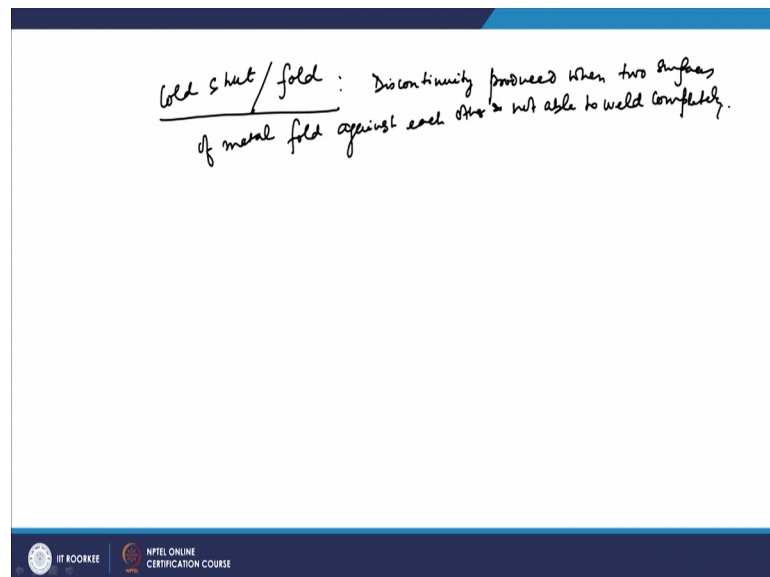 Cold shut / fold : Discontinuity produced when two surfaces
of metal fold against each other & not able to weld completely.
IIT ROORKEE
NPTEL ONLINE
CERTIFICATION COURSE